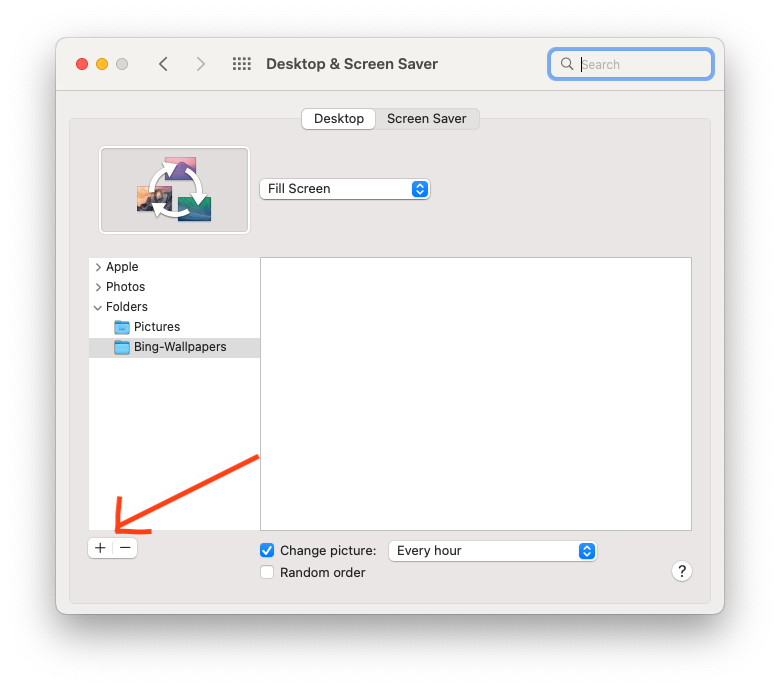 Desktop & Screen Saver
Search
Desktop
Screen Saver
Fill Screen
Apple
Photos
Folders
Pictures
Bing-Wallpapers
+ −
Change picture:
Every hour
Random order
?